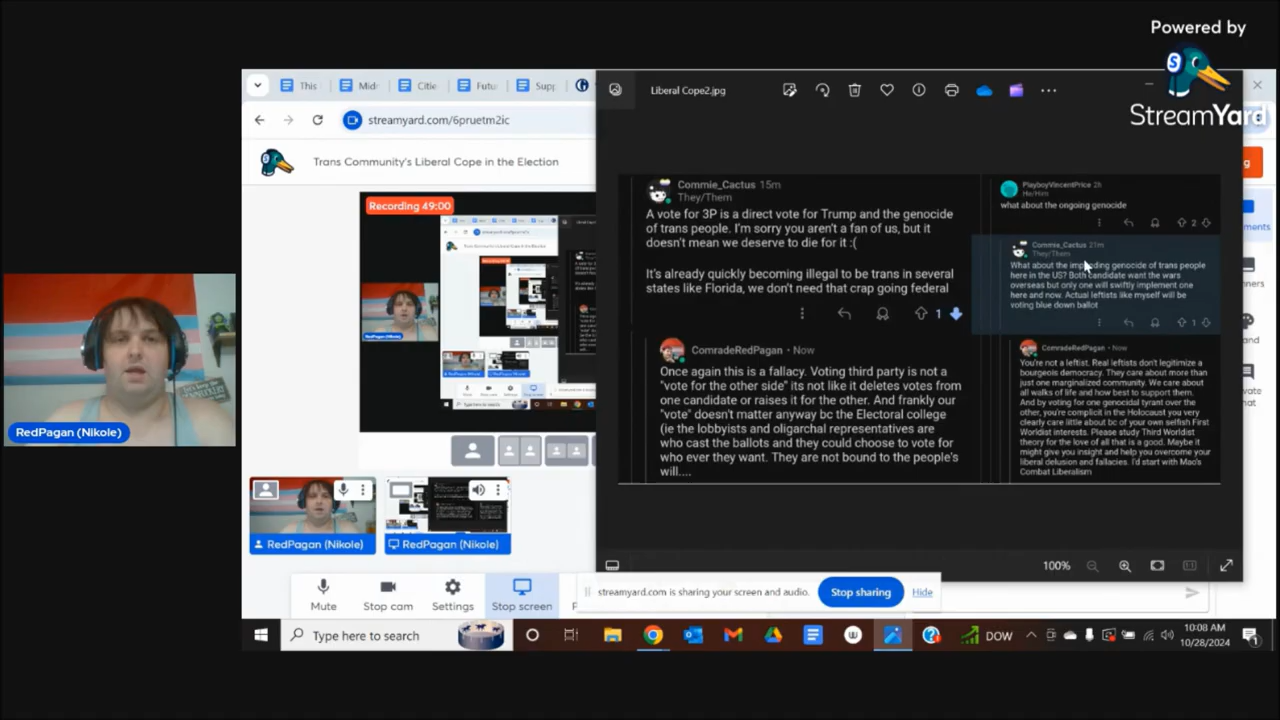 Powered by
StreamYard
This
Mid
Citie
Futu
Supp
streamyard.com/6pruetm2ic
Trans Community's Liberal Cope in the Election
Recording 49:00
RedPagan (Nikole)
RedPagan (Nikole)
RedPagan (Nikole)
Mute
Stop cam
Settings
Stop screen
Liberal Cope2.jpg
Commie_Cactus 15m
They/Them
A vote for 3P is a direct vote for Trump and the genocide
of trans people. I'm sorry you aren't a fan of us, but it
doesn't mean we deserve to die for it :(
It's already quickly becoming illegal to be trans in several
states like Florida, we don't need that crap going federal
1
ComradeRedPagan • Now
Once again this is a fallacy. Voting third party is not a
"vote for the other side" its not like it deletes votes from
one candidate or raises it for the other. And frankly our
"vote" doesn't matter anyway bc the Electoral college
(ie the lobbyists and oligarchal representatives are
who cast the ballots and they could choose to vote for
who ever they want. They are not bound to the people's
will....
PlayboyVincentPrice 2h
He/Him
what about the ongoing genocide
2
Commie_Cactus 21m
They/Them
What about the impending genocide of trans people
here in the US? Both candidate want the wars
overseas but only one will swiftly implement one
here and now. Actual leftists like myself will be
voting blue down ballot
1
ComradeRedPagan • Now
You're not a leftist. Real leftists don't legitimize a
bourgeois democracy. They care about more than
just one marginalized community. We care about
all walks of life and how best to support them.
And by voting for one genocidal tyrant over the
other, you're complicit in the Holocaust you very
clearly care little about bc of your own selfish First
Worldist interests. Please study Third Worldist
theory for the love of all that is a good. Maybe it
might give you insight and help you overcome your
liberal delusion and fallacies. I'd start with Mao's
Combat Liberalism
100%
streamyard.com is sharing your screen and audio.
Stop sharing
Hide
Type here to search
DOW
10:08 AM
10/28/2024
1